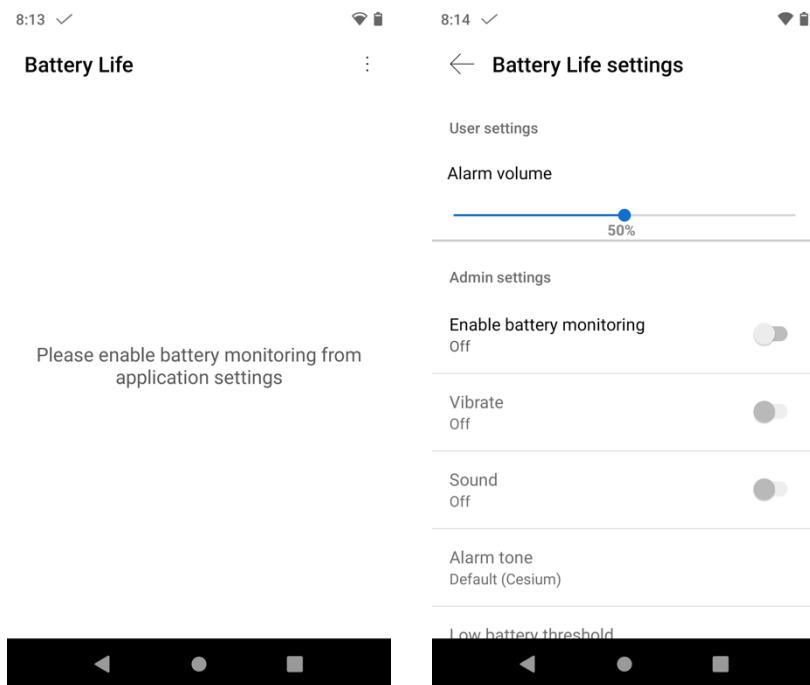 8:13
Battery Life
Please enable battery monitoring from
application settings
8:14
Battery Life settings
User settings
Alarm volume
50%
Admin settings
Enable battery monitoring
Off
Vibrate
Off
Sound
Off
Alarm tone
Default (Cesium)
Low battery threshold